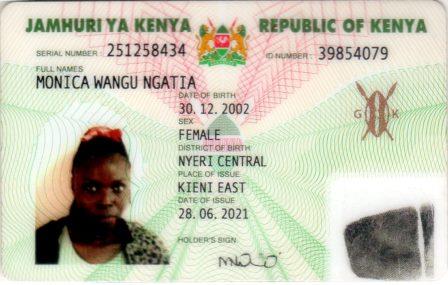 JAMHURI YA KENYA REPUBLIC OF KENYA
SERIAL NUMBER: 251258434 ID NUMBER: 39854079
FULL NAMES
MONICA WANGU NGATIA
DATE OF BIRTH
30. 12. 2002
SEX
FEMALE
G K
DISTRICT OF BIRTH
NYERI CENTRAL
PLACE OF ISSUE
KIENI EAST
DATE OF ISSUE
28. 06. 2021
HOLDER'S SIGN